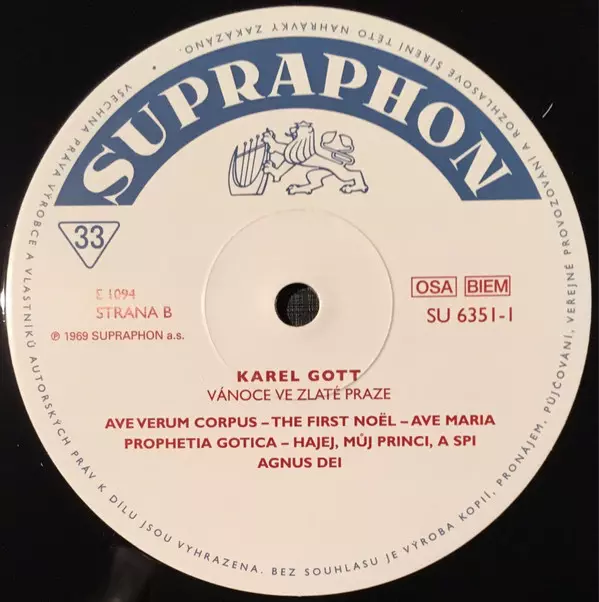 SUPRAPHON
33
E 1094
STRANA B
℗ 1969 SUPRAPHON a.s.
OSA BIEM
SU 6351-1
KAREL GOTT
VÁNOCE VE ZLATÉ PRAZE
AVE VERUM CORPUS – THE FIRST NOËL – AVE MARIA
PROPHETIA GOTICA – HAJEJ, MŮJ PRINCI, A SPI
AGNUS DEI
VŠECHNA PRÁVA VÝROBCE A VLASTNÍKŮ AUTORSKÝCH PRÁV K DÍLU JSOU VYHRAZENA. BEZ SOUHLASU JE VÝROBA KOPIÍ, PRONÁJEM, PŮJČOVÁNÍ, VEŘEJNÉ PROVOZOVÁNÍ A ROZHLASOVÉ ŠÍŘENÍ TÉTO NAHRÁVKY ZAKÁZÁNO.